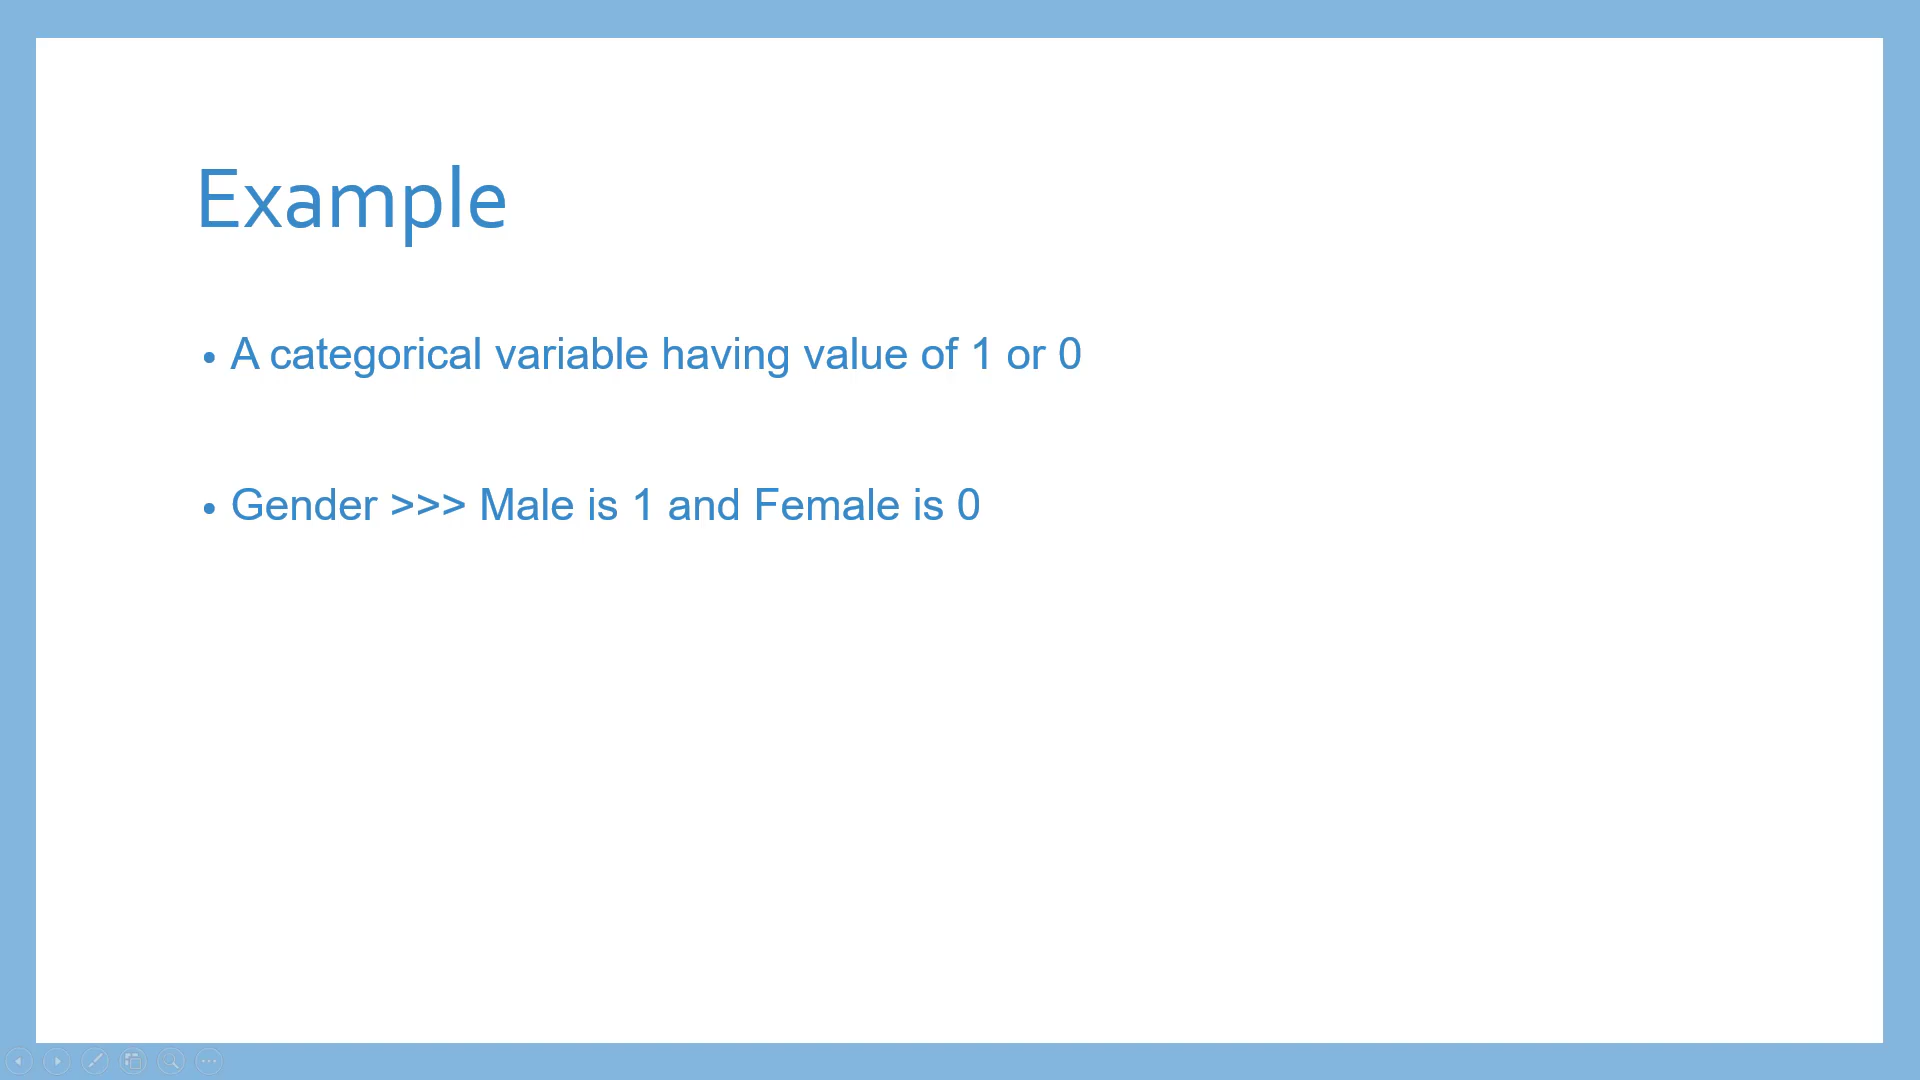 Example
• A categorical variable having value of 1 or 0
• Gender >>> Male is 1 and Female is 0